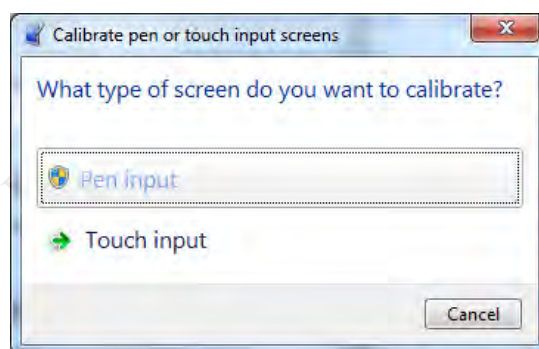 Calibrate pen or touch input screens
What type of screen do you want to calibrate?
Pen input
Touch input
Cancel